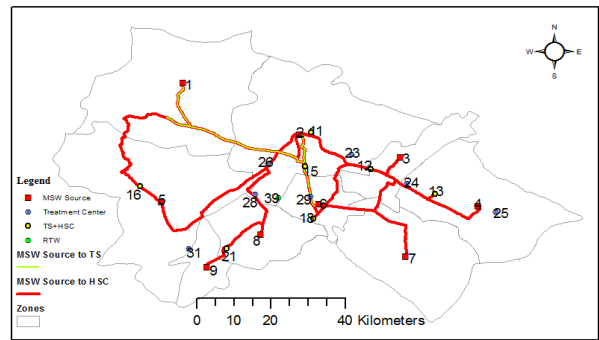 N
W E
S
1
2 11
23
3
12
26
15
24
13
16
5
28
39
29
6
4
25
18
8
31
21
7
9
Legend
MSW Source
Treatment Center
TS+HSC
RTW
MSW Source to TS
MSW Source to HSC
Zones
0 10 20 40 Kilometers